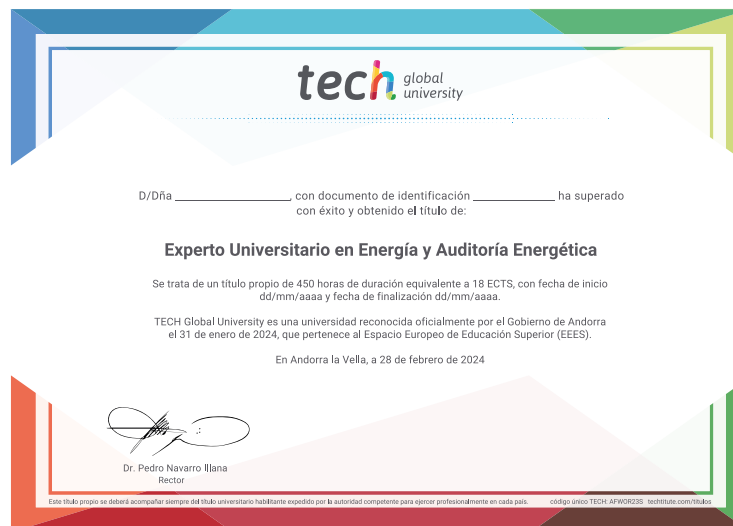 tech global university
D/Dña ____________________, con documento de identificación ______________ ha superado
con éxito y obtenido el título de:
Experto Universitario en Energía y Auditoría Energética
Se trata de un título propio de 450 horas de duración equivalente a 18 ECTS, con fecha de inicio
dd/mm/aaaa y fecha de finalización dd/mm/aaaa.
TECH Global University es una universidad reconocida oficialmente por el Gobierno de Andorra
el 31 de enero de 2024, que pertenece al Espacio Europeo de Educación Superior (EEES).
En Andorra la Vella, a 28 de febrero de 2024
Dr. Pedro Navarro Illana
Rector
Este título propio se deberá acompañar siempre del título universitario habilitante expedido por la autoridad competente para ejercer profesionalmente en cada país. código único TECH: AFWOR23S techtitute.com/titulos